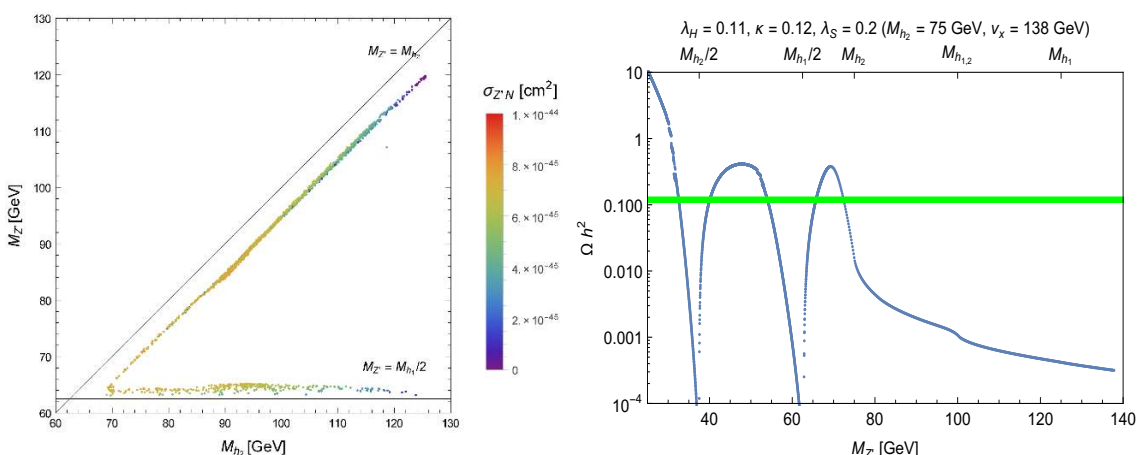 130
120
110
100
90
80
70
60
60 70 80 90 100 110 120 130
M_Z' [GeV]
M_h₂ [GeV]
M_Z' = M_h₂
M_Z' = M_h₁/2
σ_Z'N [cm²]
1.×10⁻⁴⁴
8.×10⁻⁴⁵
6.×10⁻⁴⁵
4.×10⁻⁴⁵
2.×10⁻⁴⁵
0
λ_H = 0.11, κ = 0.12, λ_S = 0.2 (M_h₂ = 75 GeV, v_x = 138 GeV)
M_h₂/2 M_h₁/2 M_h₂ M_h₁,₂ M_h₁
10
1
0.100
0.010
0.001
10⁻⁴
Ω h²
40 60 80 100 120 140
M_Z' [GeV]